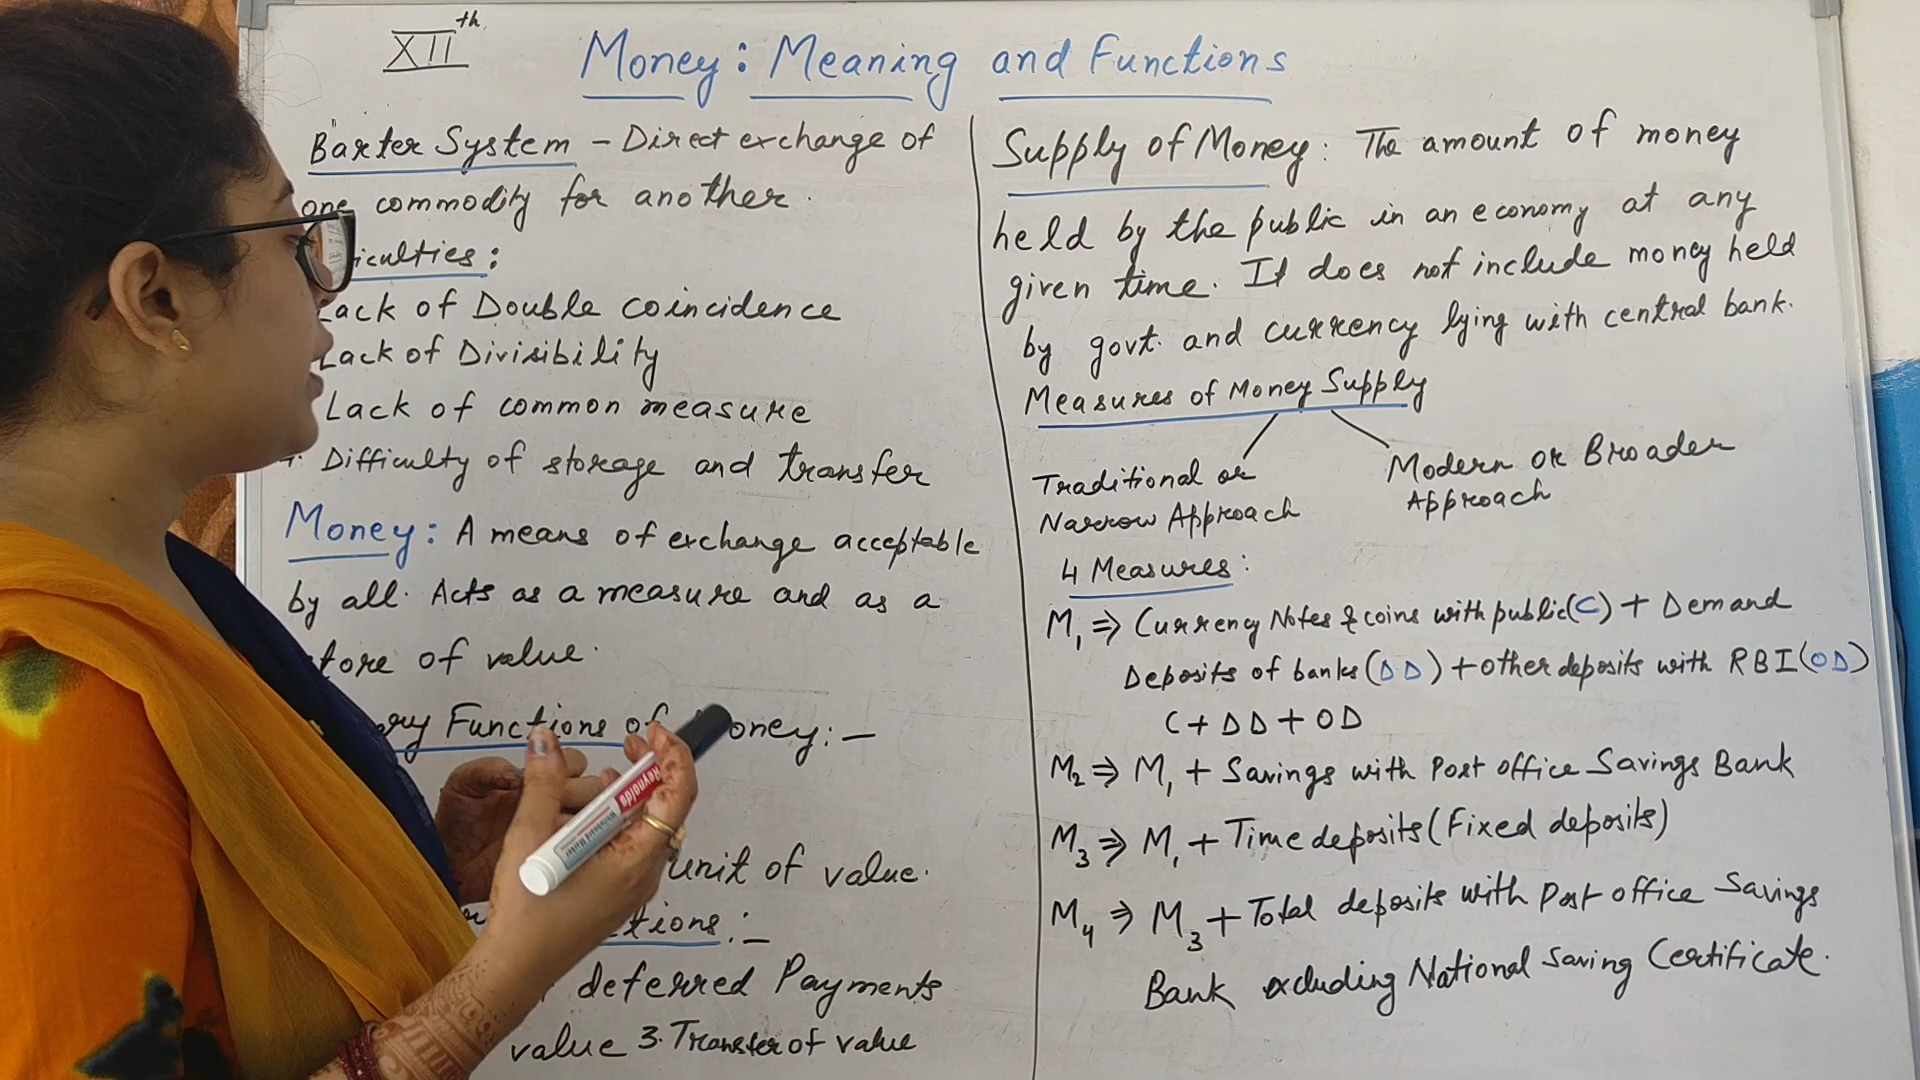 XIIth
Money: Meaning and Functions
Barter System - Direct exchange of
one commodity for another.
iculties:
Lack of Double coincidence
Lack of Divisibility
Lack of common measure
Difficulty of storage and transfer
Money: A means of exchange acceptable
by all. Acts as a measure and as a
tore of value.
ry Functions of Money:-
unit of value.
tions:-
deferred Payments
value 3. Transfer of value
Supply of Money: The amount of money
held by the public in an economy at any
given time. It does not include money held
by govt. and currency lying with central bank.
Measures of Money Supply
Traditional or
Narrow Approach
Modern or Broader
Approach
4 Measures:
M1 ⇒ Currency Notes & coins with public(C) + Demand
Deposits of banks(DD) + other deposits with RBI(OD)
C + DD + OD
M2 ⇒ M1 + Savings with Post office Savings Bank
M3 ⇒ M1 + Time deposits (Fixed deposits)
M4 ⇒ M3 + Total deposits with Post office Savings
Bank excluding National Saving Certificate.
Reynolds
Whiteboard Marker